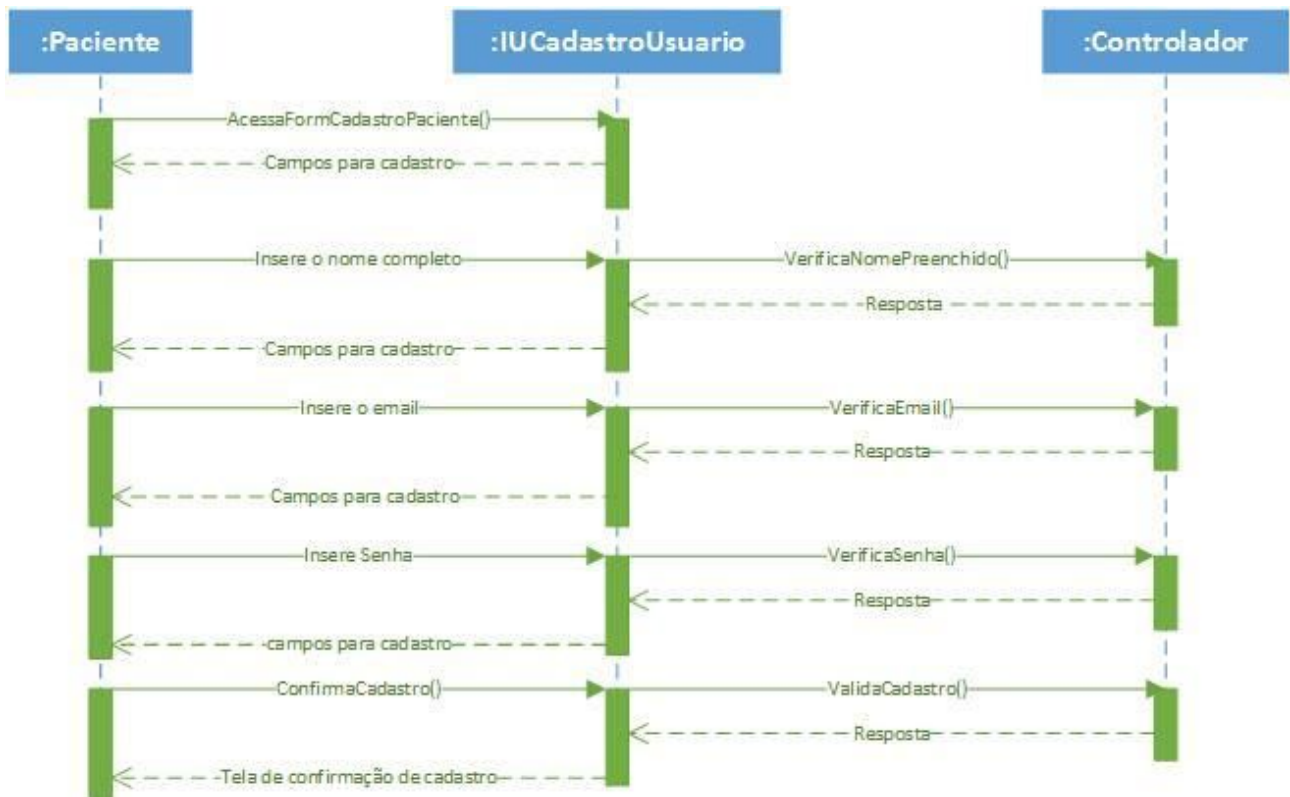 :Paciente
:IUCadastroUsuario
:Controlador
AcessaFormCadastroPaciente()
Campos para cadastro
Insere o nome completo
VerificaNomePreenchido()
Resposta
Campos para cadastro
Insere o email
VerificaEmail()
Resposta
Campos para cadastro
Insere Senha
VerificaSenha()
Resposta
campos para cadastro
ConfirmaCadastro()
ValidaCadastro()
Resposta
Tela de confirmação de cadastro